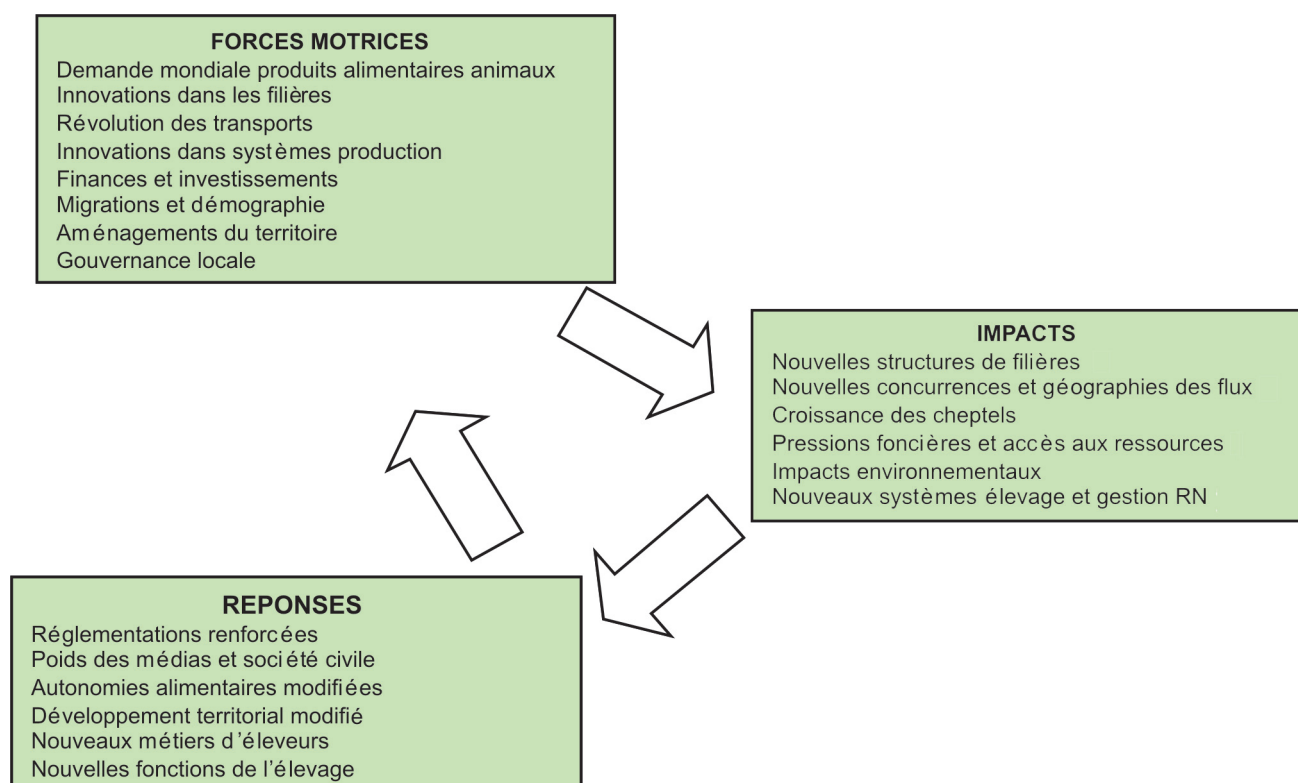 FORCES MOTRICES
Demande mondiale produits alimentaires animaux
Innovations dans les filières
Révolution des transports
Innovations dans systèmes production
Finances et investissements
Migrations et démographie
Aménagements du territoire
Gouvernance locale
IMPACTS
Nouvelles structures de filières
Nouvelles concurrences et géographies des flux
Croissance des cheptels
Pressions foncières et accès aux ressources
Impacts environnementaux
Nouveaux systèmes élevage et gestion RN
REPONSES
Réglementations renforcées
Poids des médias et société civile
Autonomies alimentaires modifiées
Développement territorial modifié
Nouveaux métiers d'éleveurs
Nouvelles fonctions de l'élevage